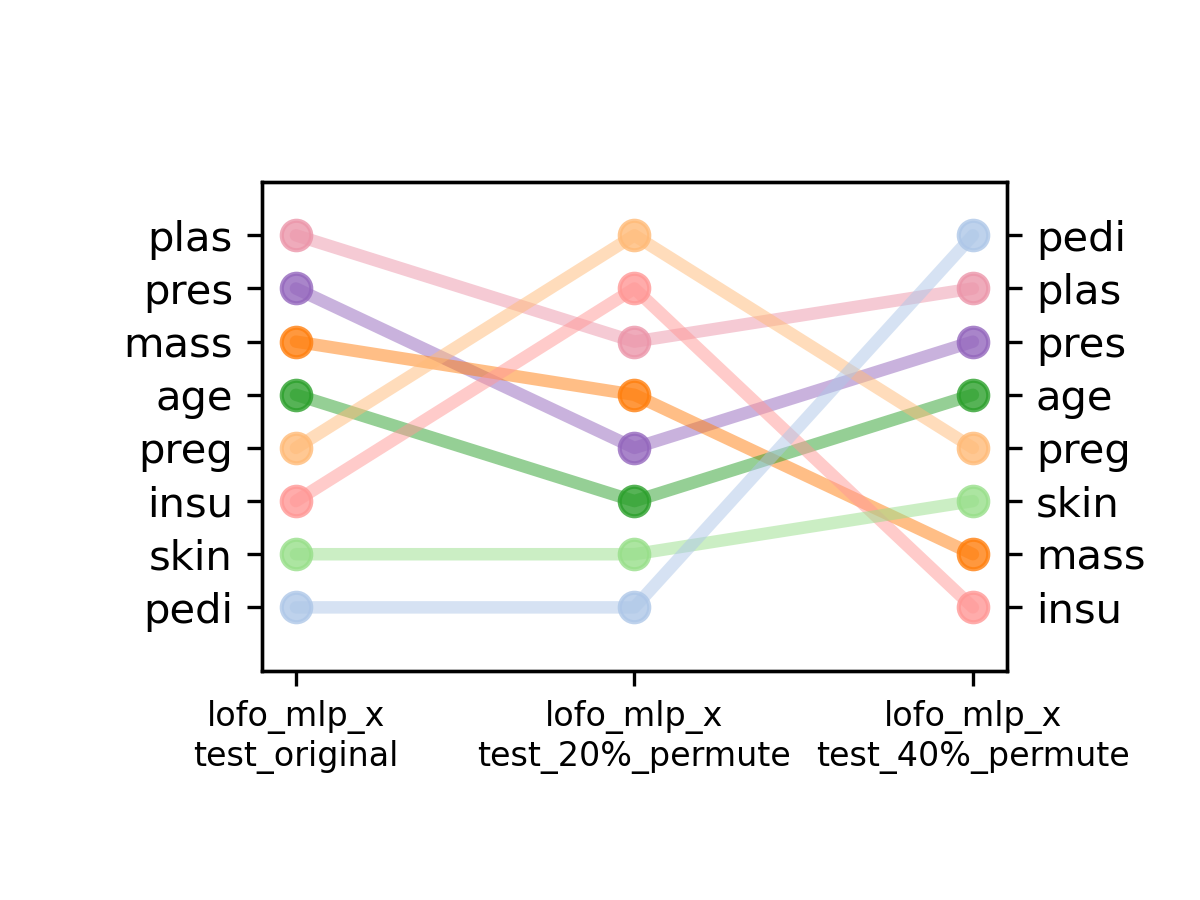 plas
pres
mass
age
preg
insu
skin
pedi
pedi
plas
pres
age
preg
skin
mass
insu
lofo_mlp_x
test_original
lofo_mlp_x
test_20%_permute
lofo_mlp_x
test_40%_permute